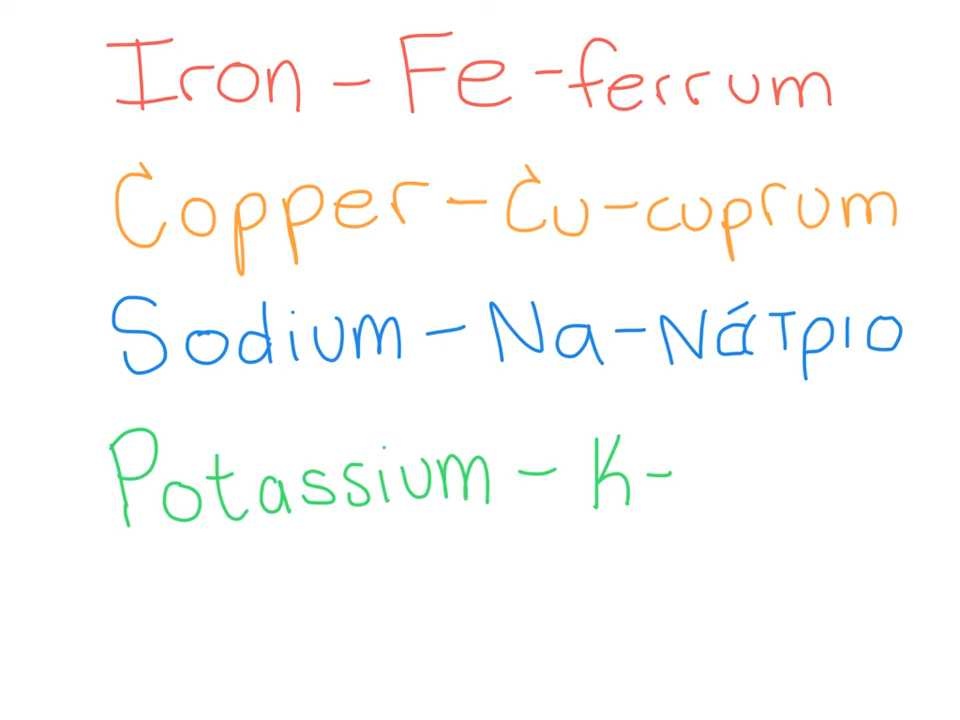 Iron - Fe - ferrum
Copper - Cu - cuprum
Sodium - Na - Νάτριο
Potassium - K -